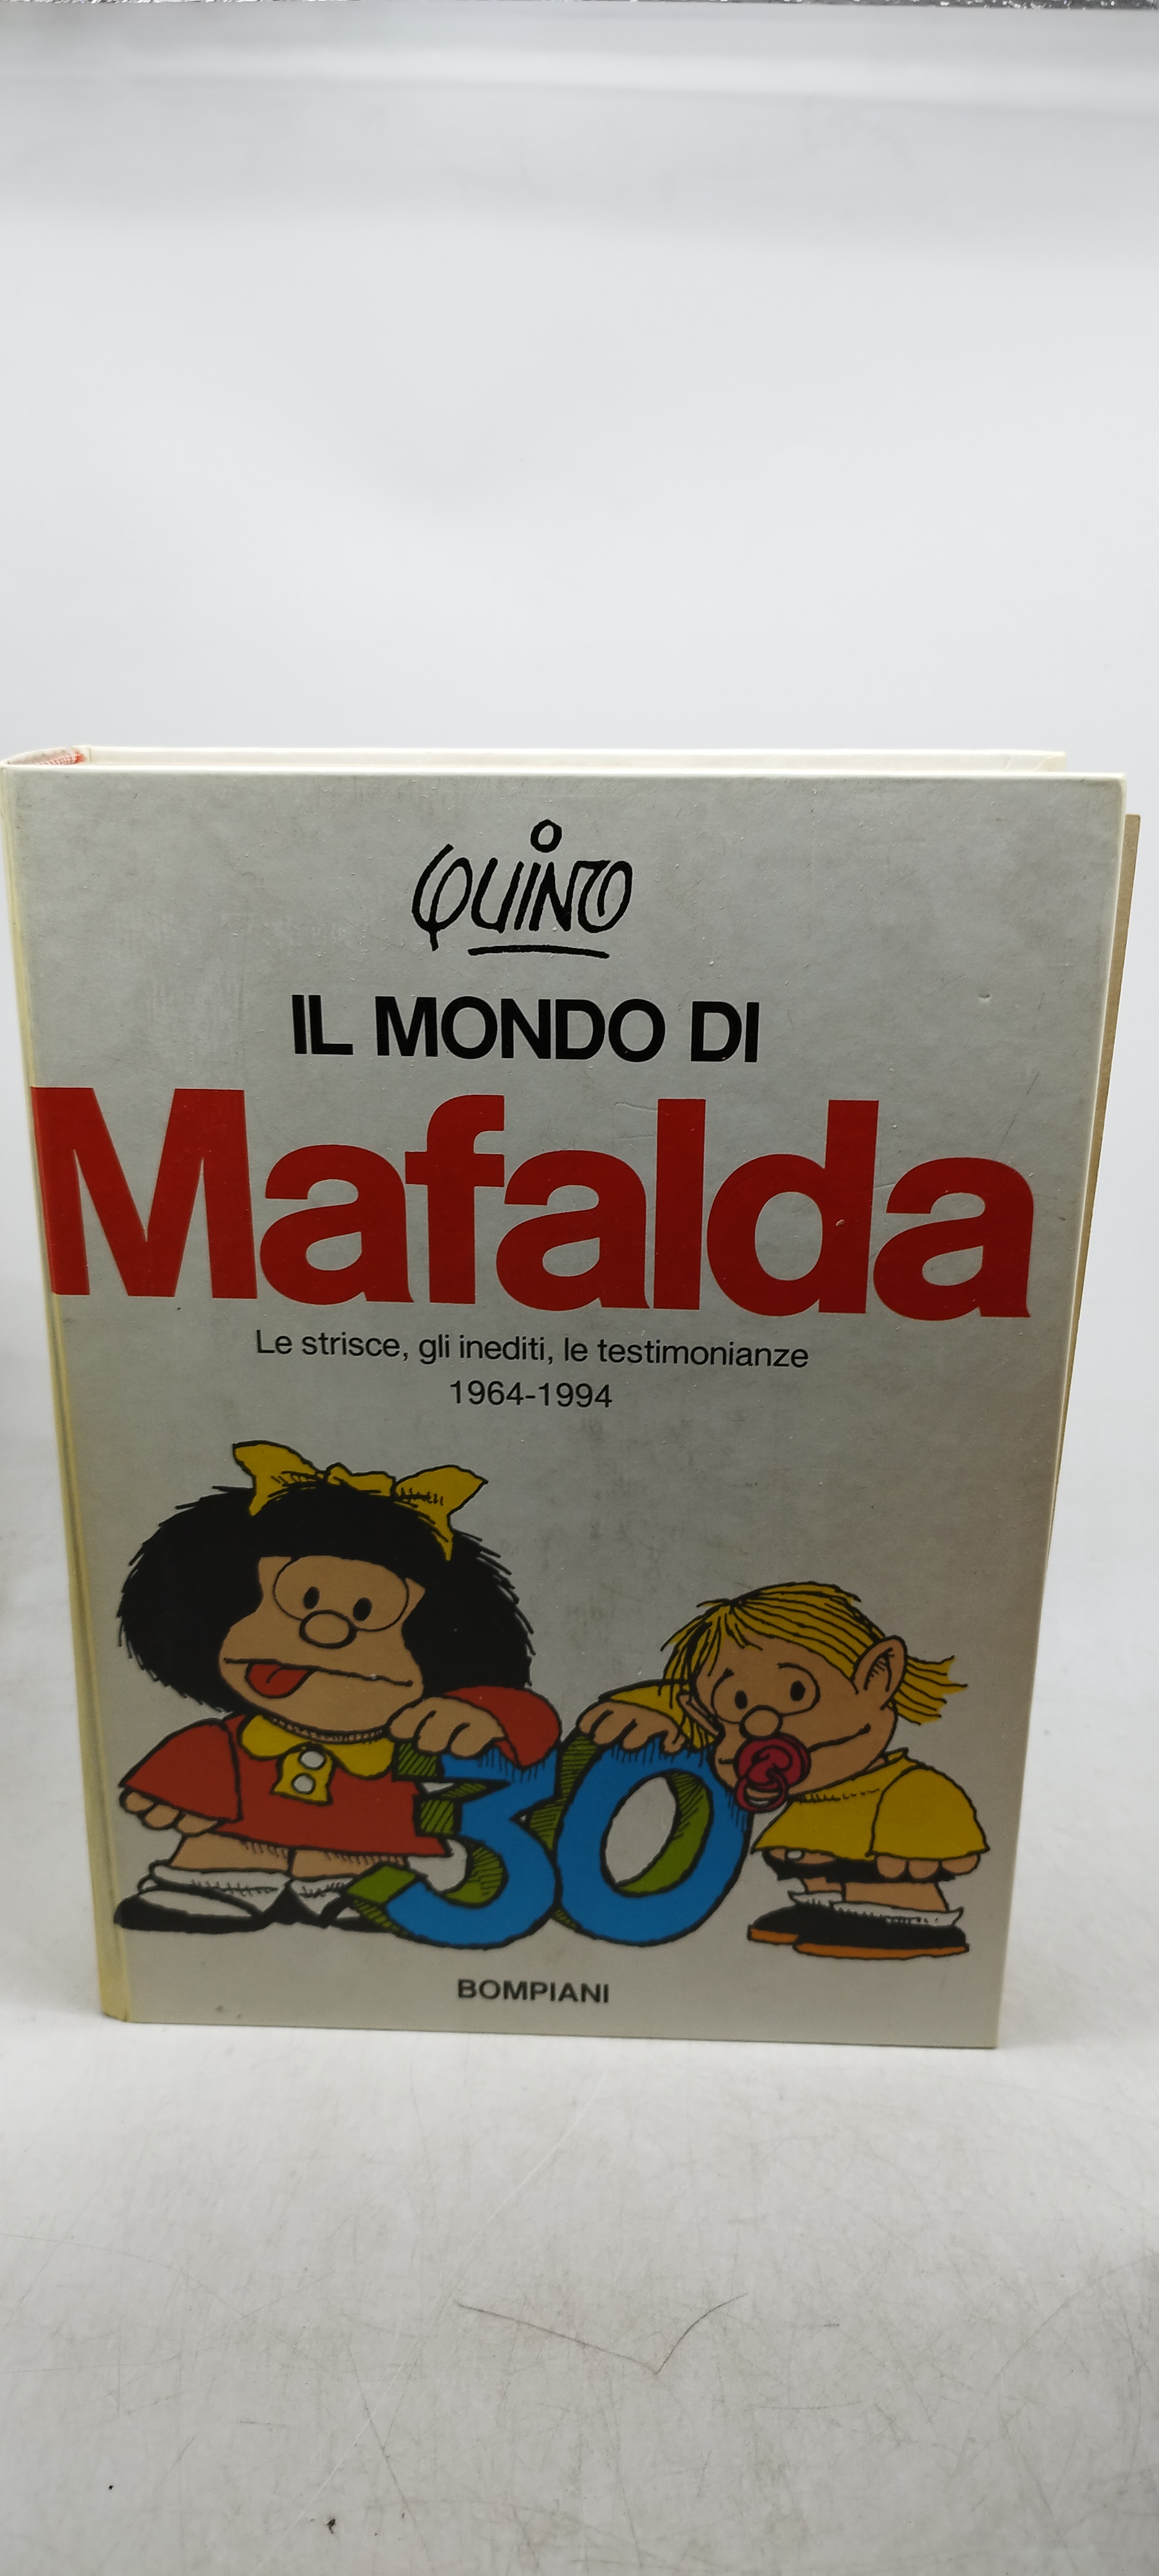 QUINO
IL MONDO DI
Mafalda
Le strisce, gli inediti, le testimonianze
1964-1994
30
BOMPIANI